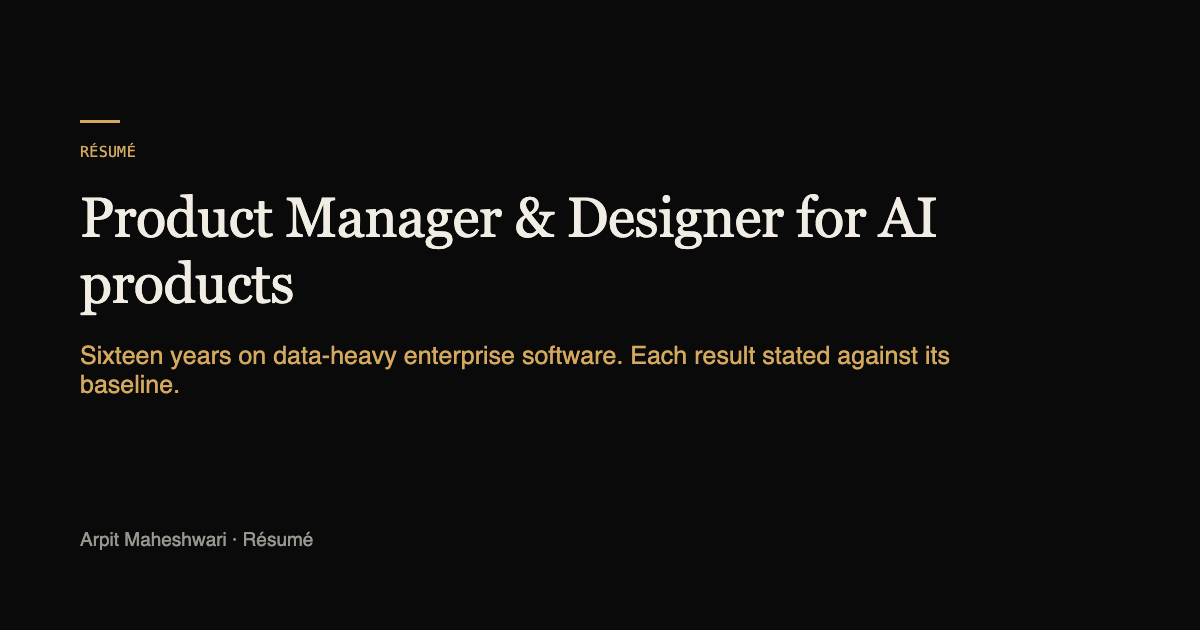 RÉSUMÉ
Product Manager & Designer for AI
products
Sixteen years on data-heavy enterprise software. Each result stated against its
baseline.
Arpit Maheshwari · Résumé